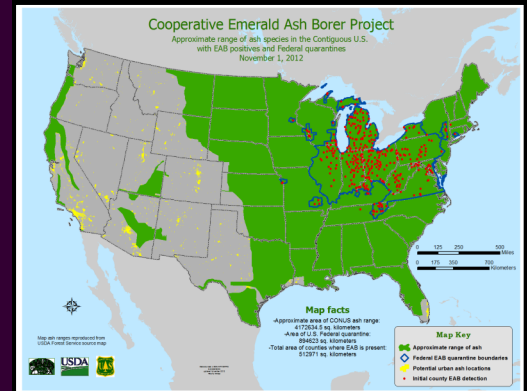 Cooperative Emerald Ash Borer Project
Approximate range of ash species in the Contiguous U.S.
with EAB positives and Federal quarantines
November 1, 2012
0 125 250 500
Miles
0 175 350 700
Kilometers
Map facts
-Approximate area of CONUS ash range:
4172634.5 sq. kilometers
-Area of U.S. Federal quarantine:
894623 sq. kilometers
-Total area of counties where EAB is present:
512971 sq. kilometers
Map Key
Approximate range of ash
Federal EAB quarantine boundaries
Potential urban ash locations
Initial county EAB detection
Map ash ranges reproduced from
USDA Forest Service source map
USDA